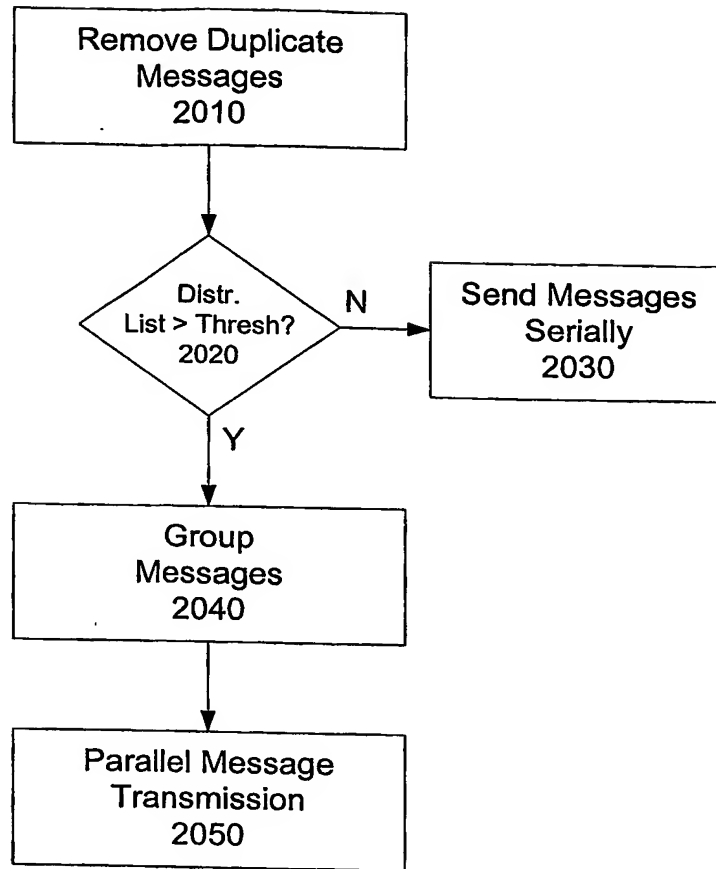 Remove Duplicate
Messages
2010
Distr.
List > Thresh?
2020
N
Send Messages
Serially
2030
Y
Group
Messages
2040
Parallel Message
Transmission
2050